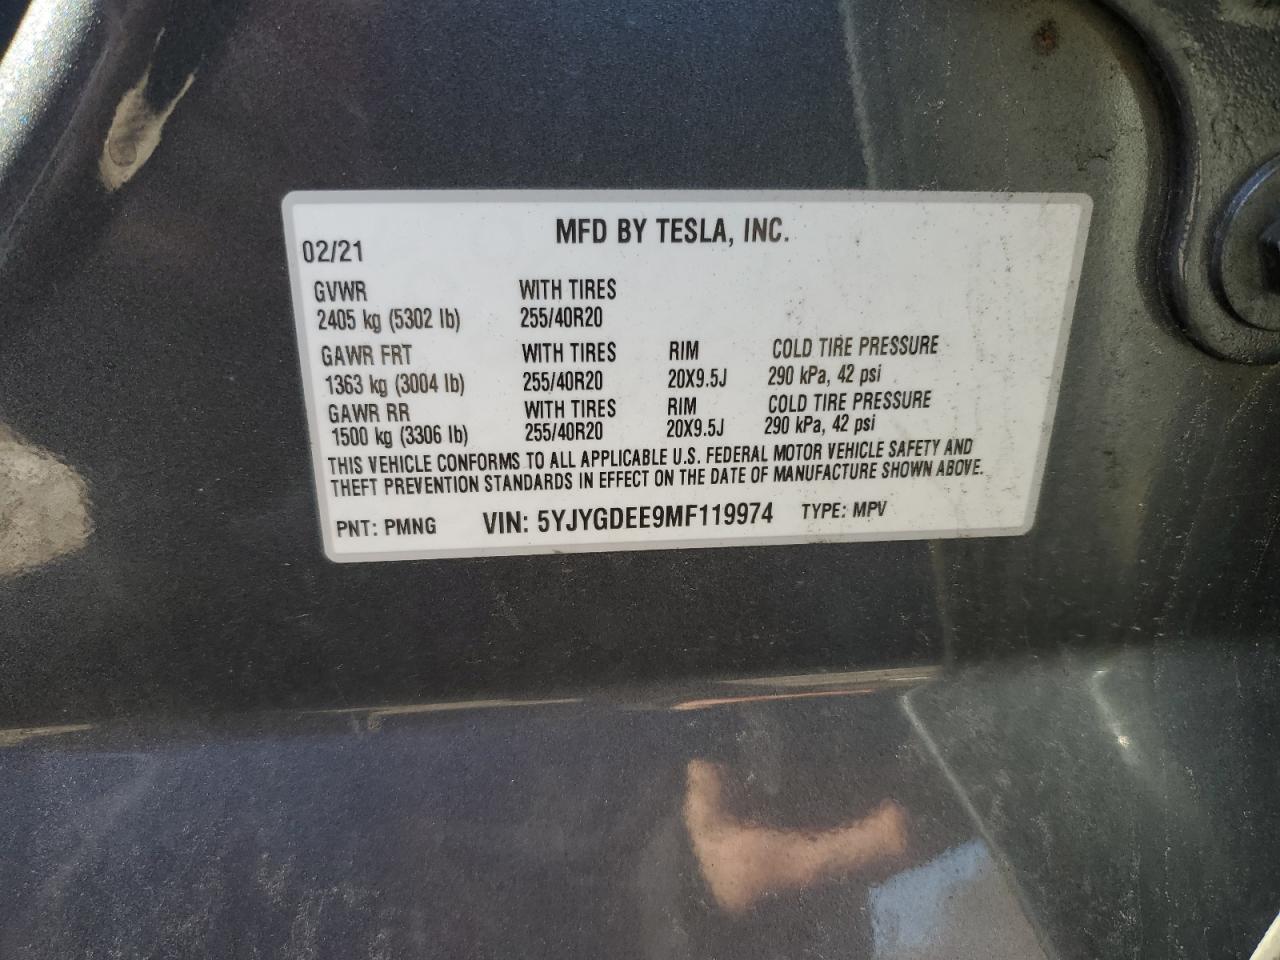 MFD BY TESLA, INC.
02/21
GVWR WITH TIRES
2405 kg (5302 lb) 255/40R20
GAWR FRT WITH TIRES RIM COLD TIRE PRESSURE
1363 kg (3004 lb) 255/40R20 20X9.5J 290 kPa, 42 psi
GAWR RR WITH TIRES RIM COLD TIRE PRESSURE
1500 kg (3306 lb) 255/40R20 20X9.5J 290 kPa, 42 psi
THIS VEHICLE CONFORMS TO ALL APPLICABLE U.S. FEDERAL MOTOR VEHICLE SAFETY AND
THEFT PREVENTION STANDARDS IN EFFECT ON THE DATE OF MANUFACTURE SHOWN ABOVE.
PNT: PMNG VIN: 5YJYGDEE9MF119974 TYPE: MPV